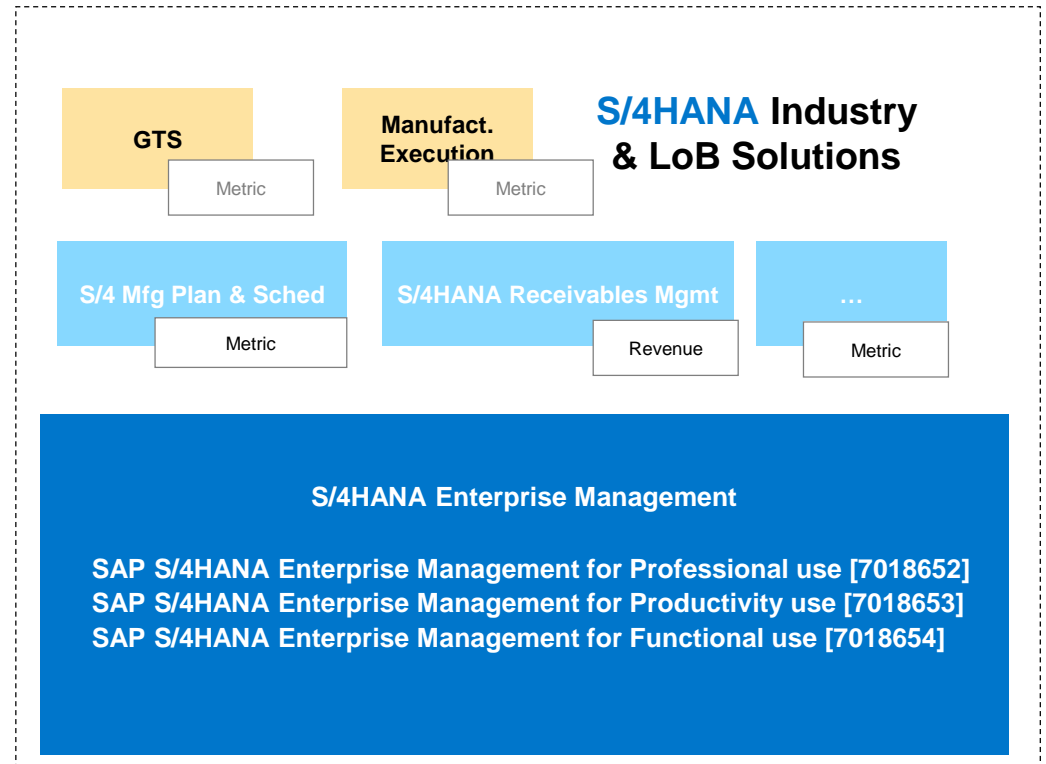 S/4HANA Industry
& LoB Solutions
GTS
Metric
Manufact.
Execution
Metric
S/4 Mfg Plan & Sched
Metric
S/4HANA Receivables Mgmt
Revenue
…
Metric
S/4HANA Enterprise Management
SAP S/4HANA Enterprise Management for Professional use [7018652]
SAP S/4HANA Enterprise Management for Productivity use [7018653]
SAP S/4HANA Enterprise Management for Functional use [7018654]